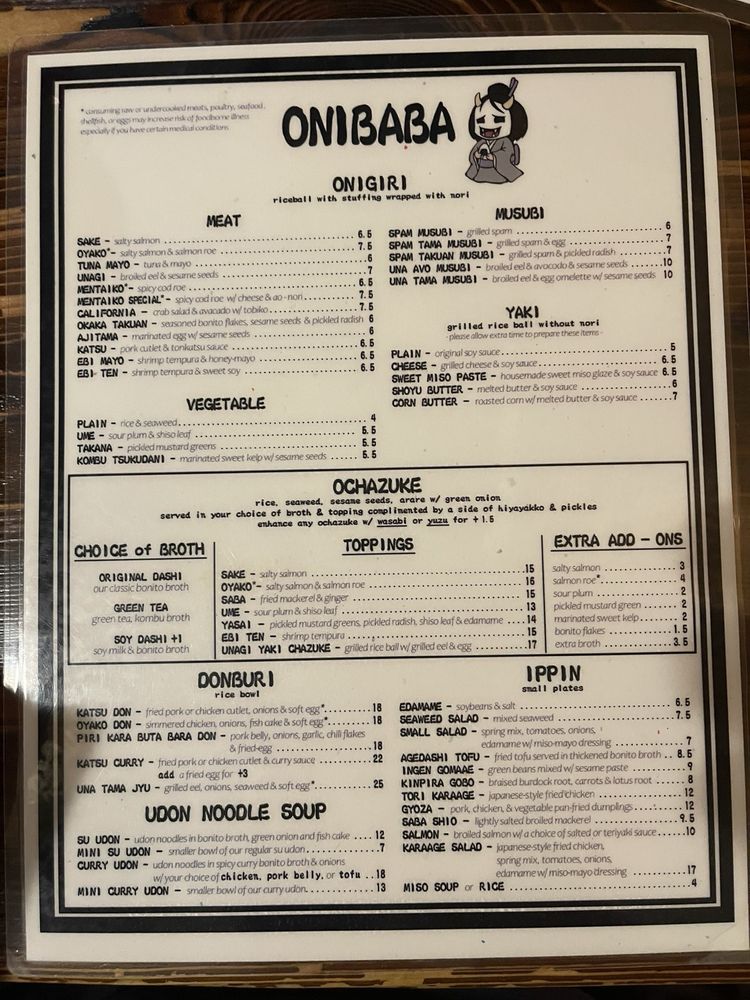 * consuming raw or undercooked meats, poultry, seafood,
shellfish, or eggs may increase risk of foodborne illness
especially if you have certain medical conditions
ONIBABA
ONIGIRI
riceball with stuffing wrapped with nori
MEAT
SAKE - salty salmon 6.5
OYAKO* - salty salmon & salmon roe 7.5
TUNA MAYO - tuna & mayo 6
UNAGI - broiled eel & sesame seeds 7
MENTAIKO* - spicy cod roe 6.5
MENTAIKO SPECIAL* - spicy cod roe w/ cheese & ao-nori 7.5
CALIFORNIA - crab salad & avacado w/ tobiko 7.5
OKAKA TAKUAN - seasoned bonito flakes, sesame seeds & pickled radish 6
AJITAMA - marinated egg w/ sesame seeds 6
KATSU - pork cutlet & tonkatsu sauce 6.5
EBI MAYO - shrimp tempura & honey-mayo 6.5
EBI TEN - shrimp tempura & sweet soy 6.5
VEGETABLE
PLAIN - rice & seaweed 4
UME - sour plum & shiso leaf 5.5
TAKANA - pickled mustard greens 5.5
KOMBU TSUKUDANI - marinated sweet kelp w/ sesame seeds 5.5
MUSUBI
SPAM MUSUBI - grilled spam 6
SPAM TAMA MUSUBI - grilled spam & egg 7
SPAM TAKUAN MUSUBI - grilled spam & pickled radish 7
UNA AVO MUSUBI - broiled eel & avocado & sesame seeds 10
UNA TAMA MUSUBI - broiled eel & egg omelette w/ sesame seeds 10
YAKI
grilled rice ball without nori
- please allow extra time to prepare these items -
PLAIN - original soy sauce 5
CHEESE - grilled cheese & soy sauce 6.5
SWEET MISO PASTE - housemade sweet miso glaze & soy sauce 6.5
SHOYU BUTTER - melted butter & soy sauce 6
CORN BUTTER - roasted corn w/ melted butter & soy sauce 7
OCHAZUKE
rice, seaweed, sesame seeds, arare w/ green onion
served in your choice of broth & topping complimented by a side of hiyayakko & pickles
enhance any ochazuke w/ wasabi or yuzu for +1.5
CHOICE of BROTH
ORIGINAL DASHI
our classic bonito broth
GREEN TEA
green tea, kombu broth
SOY DASHI +1
soy milk & bonito broth
TOPPINGS
SAKE - salty salmon 15
OYAKO* - salty salmon & salmon roe 16
SABA - fried mackerel & ginger 15
UME - sour plum & shiso leaf 13
YASAI - pickled mustard greens, pickled radish, shiso leaf & edamame 14
EBI TEN - shrimp tempura 15
UNAGI YAKI CHAZUKE - grilled rice ball w/ grilled eel & egg 17
EXTRA ADD - ONS
salty salmon 3
salmon roe* 4
sour plum 2
pickled mustard green 2
marinated sweet kelp 2
bonito flakes 1.5
extra broth 3.5
DONBURI
rice bowl
KATSU DON - fried pork or chicken cutlet, onions & soft egg* 18
OYAKO DON - simmered chicken, onions, fish cake & soft egg* 18
PIRI KARA BUTA BARA DON - pork belly, onions, garlic, chili flakes
& fried-egg 18
KATSU CURRY - fried pork or chicken cutlet & curry sauce 22
add a fried egg for +3
UNA TAMA JYU - grilled eel, onions, seaweed & soft egg* 25
UDON NOODLE SOUP
SU UDON - udon noodles in bonito broth, green onion and fish cake 12
MINI SU UDON - smaller bowl of our regular su udon 7
CURRY UDON - udon noodles in spicy curry bonito broth & onions
w/ your choice of chicken, pork belly, or tofu 18
MINI CURRY UDON - smaller bowl of our curry udon 13
IPPIN
small plates
EDAMAME - soybeans & salt 6.5
SEAWEED SALAD - mixed seaweed 7.5
SMALL SALAD - spring mix, tomatoes, onions,
edamame w/ miso-mayo dressing 7
AGEDASHI TOFU - fried tofu served in thickened bonito broth 8.5
INGEN GOMAAE - green beans mixed w/ sesame paste 9
KINPIRA GOBO - braised burdock root, carrots & lotus root 8
TORI KARAAGE - japanese-style fried chicken 12
GYOZA - pork, chicken, & vegetable pan-fried dumplings 12
SABA SHIO - lightly salted broiled mackerel 9.5
SALMON - broiled salmon w/ a choice of salted or teriyaki sauce 10
KARAAGE SALAD - japanese-style fried chicken,
spring mix, tomatoes, onions,
edamame w/ miso-mayo dressing 17
MISO SOUP or RICE 4